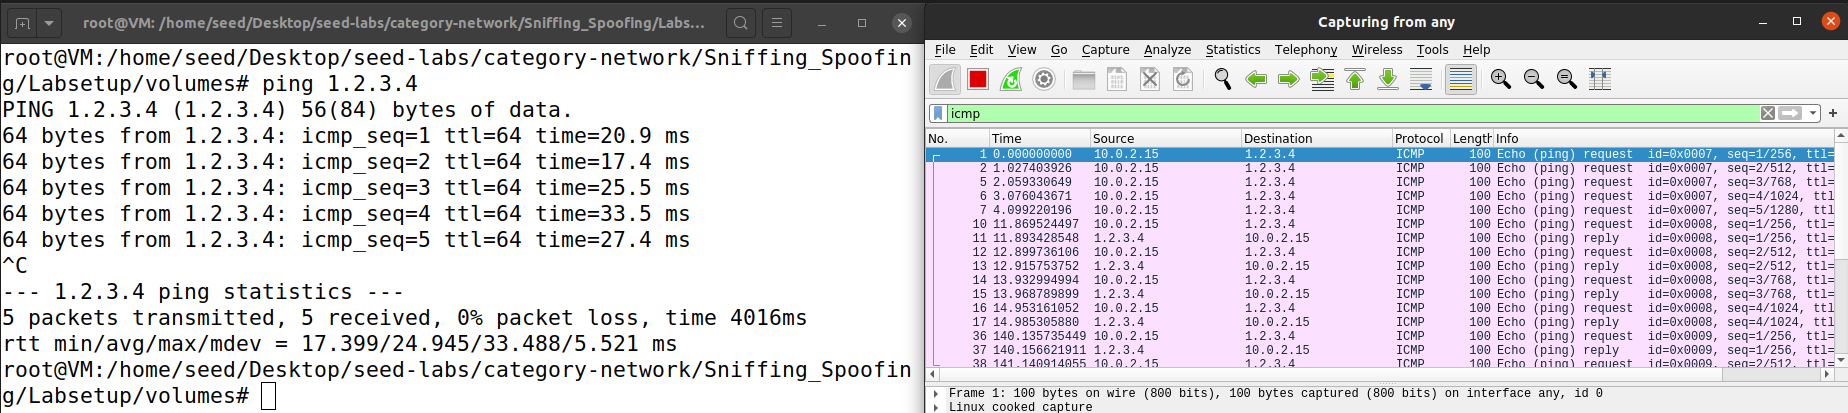 root@VM: /home/seed/Desktop/seed-labs/category-network/Sniffing_Spoofing/Labs...
root@VM:/home/seed/Desktop/seed-labs/category-network/Sniffing_Spoofin
g/Labsetup/volumes# ping 1.2.3.4
PING 1.2.3.4 (1.2.3.4) 56(84) bytes of data.
64 bytes from 1.2.3.4: icmp_seq=1 ttl=64 time=20.9 ms
64 bytes from 1.2.3.4: icmp_seq=2 ttl=64 time=17.4 ms
64 bytes from 1.2.3.4: icmp_seq=3 ttl=64 time=25.5 ms
64 bytes from 1.2.3.4: icmp_seq=4 ttl=64 time=33.5 ms
64 bytes from 1.2.3.4: icmp_seq=5 ttl=64 time=27.4 ms
^C
--- 1.2.3.4 ping statistics ---
5 packets transmitted, 5 received, 0% packet loss, time 4016ms
rtt min/avg/max/mdev = 17.399/24.945/33.488/5.521 ms
root@VM:/home/seed/Desktop/seed-labs/category-network/Sniffing_Spoofin
g/Labsetup/volumes#
Capturing from any
File Edit View Go Capture Analyze Statistics Telephony Wireless Tools Help
icmp
No. Time Source Destination Protocol Length Info
1 0.000000000 10.0.2.15 1.2.3.4 ICMP 100 Echo (ping) request id=0x0007, seq=1/256, ttl=
2 1.027403926 10.0.2.15 1.2.3.4 ICMP 100 Echo (ping) request id=0x0007, seq=2/512, ttl=
5 2.059330649 10.0.2.15 1.2.3.4 ICMP 100 Echo (ping) request id=0x0007, seq=3/768, ttl=
6 3.076043671 10.0.2.15 1.2.3.4 ICMP 100 Echo (ping) request id=0x0007, seq=4/1024, ttl
7 4.099220196 10.0.2.15 1.2.3.4 ICMP 100 Echo (ping) request id=0x0007, seq=5/1280, ttl
10 11.869524497 10.0.2.15 1.2.3.4 ICMP 100 Echo (ping) request id=0x0008, seq=1/256, ttl=
11 11.893428548 1.2.3.4 10.0.2.15 ICMP 100 Echo (ping) reply id=0x0008, seq=1/256, ttl=
12 12.899736106 10.0.2.15 1.2.3.4 ICMP 100 Echo (ping) request id=0x0008, seq=2/512, ttl=
13 12.915753752 1.2.3.4 10.0.2.15 ICMP 100 Echo (ping) reply id=0x0008, seq=2/512, ttl=
14 13.932994994 10.0.2.15 1.2.3.4 ICMP 100 Echo (ping) request id=0x0008, seq=3/768, ttl=
15 13.968789899 1.2.3.4 10.0.2.15 ICMP 100 Echo (ping) reply id=0x0008, seq=3/768, ttl=
16 14.953161052 10.0.2.15 1.2.3.4 ICMP 100 Echo (ping) request id=0x0008, seq=4/1024, ttl
17 14.985305880 1.2.3.4 10.0.2.15 ICMP 100 Echo (ping) reply id=0x0008, seq=4/1024, ttl
36 140.135735449 10.0.2.15 1.2.3.4 ICMP 100 Echo (ping) request id=0x0009, seq=1/256, ttl=
37 140.156621911 1.2.3.4 10.0.2.15 ICMP 100 Echo (ping) reply id=0x0009, seq=1/256, ttl=
38 141.140914055 10.0.2.15 1.2.3.4 ICMP 100 Echo (ping) request id=0x0009, seq=2/512, ttl=
Frame 1: 100 bytes on wire (800 bits), 100 bytes captured (800 bits) on interface any, id 0
Linux cooked capture